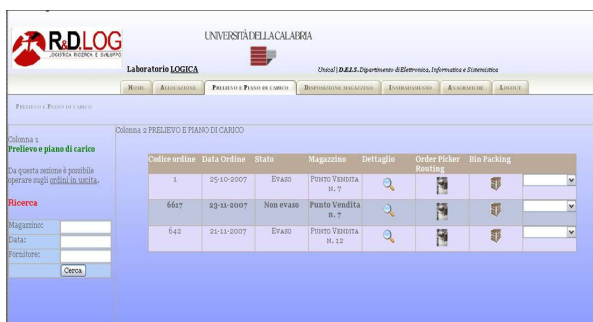 R&D.LOG
LOGISTICA RICERCA E SVILUPPO
UNIVERSITÀ DELLA CALABRIA
Laboratorio LOGICA
Unical | D.E.I.S. Dipartimento di Elettronica, Informatica e Sistemistica
Home Allocazione Prelievo e Piano di carico Disposizione magazzino Instradamento Anagrafiche Logout
Prelievo e Piano di carico
Colonna 1
Prelievo e piano di carico
Da questa sezione è possibile
operare sugli ordini in uscita.
Ricerca
Magazzino:
Data:
Fornitore:
Cerca
Colonna 2 PRELIEVO E PIANO DI CARICO
Codice ordine Data Ordine Stato Magazzino Dettaglio Order Picker Bin Packing
Routing
1 25-10-2007 Evaso Punto Vendita
n. 7
6617 23-11-2007 Non evaso Punto Vendita
n. 7
642 21-11-2007 Evaso Punto Vendita
n. 12